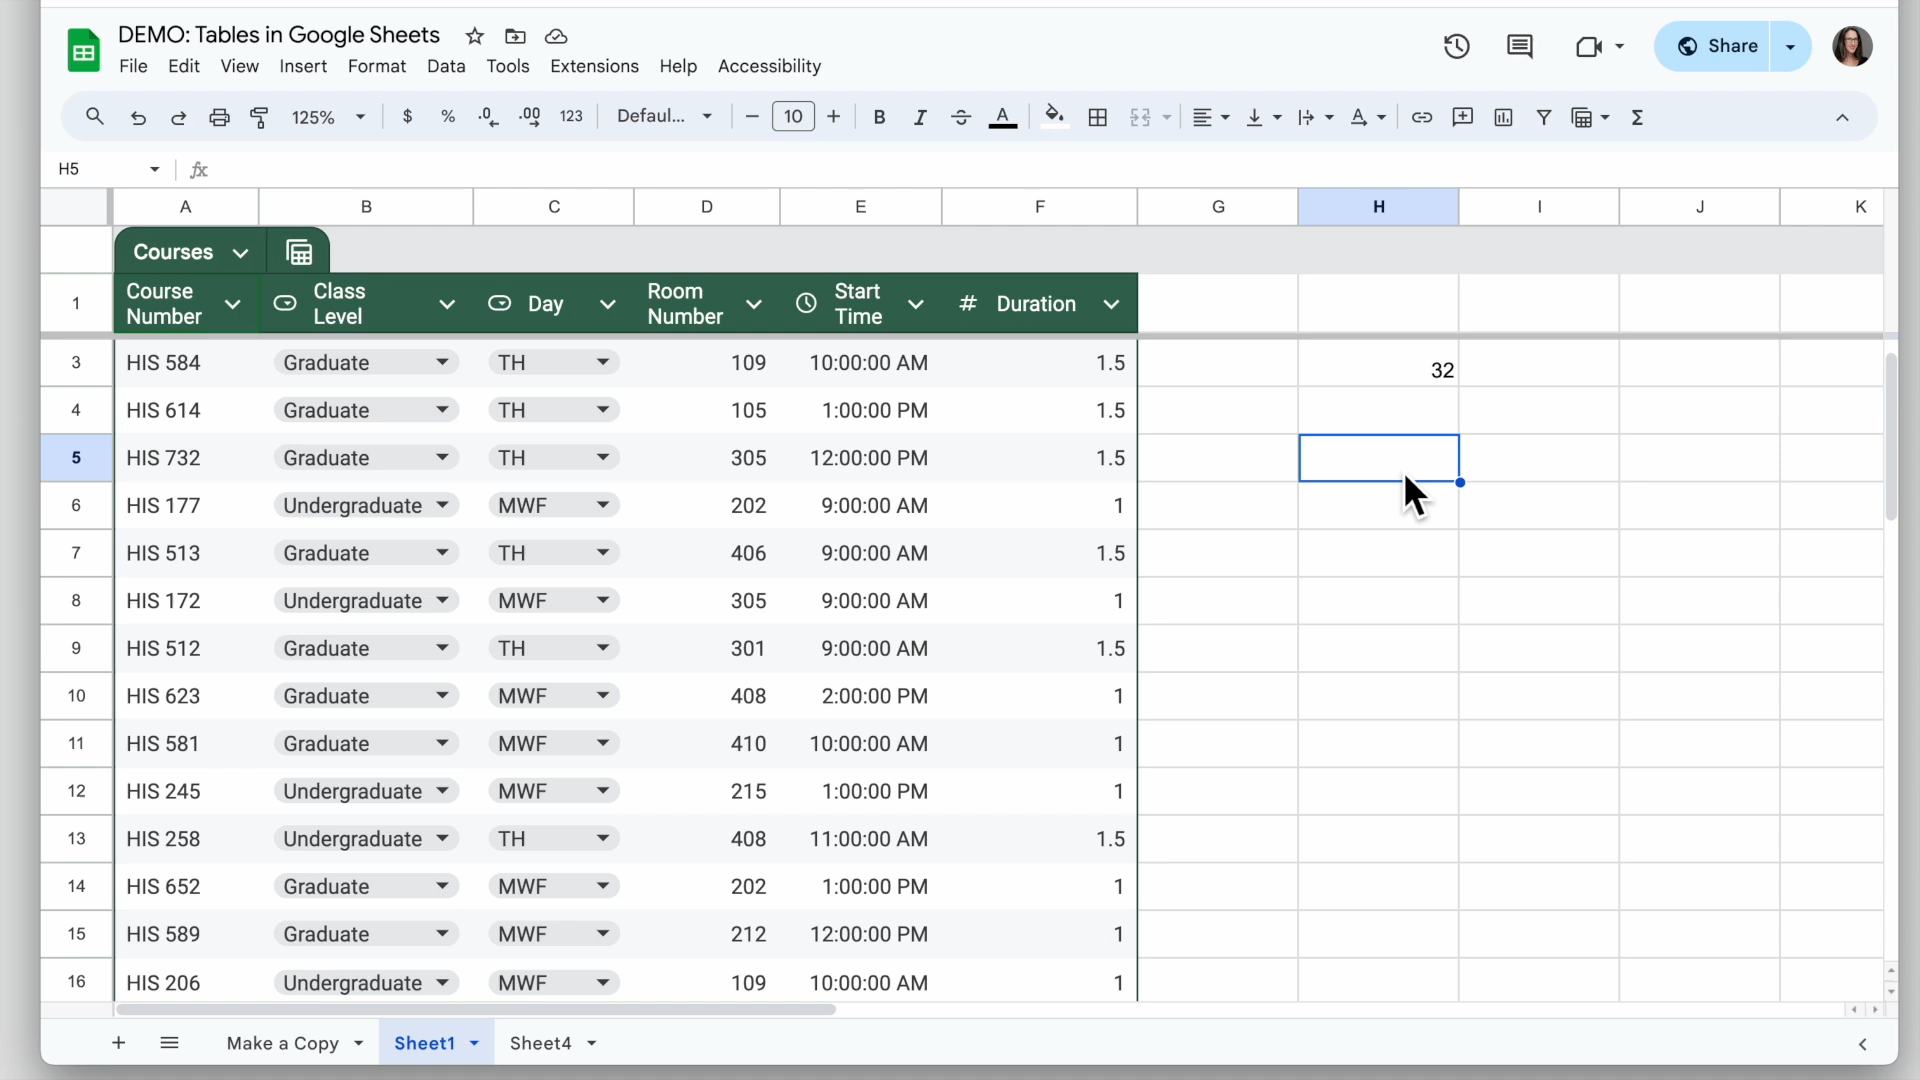 DEMO: Tables in Google Sheets
File Edit View Insert Format Data Tools Extensions Help Accessibility
Share
125% $ % .0 .00 123 Defaul... 10 B I S A Σ
H5 fx
A B C D E F G H I J K
Courses
1 Course Number Class Level Day Room Number Start Time # Duration
3 HIS 584 Graduate TH 109 10:00:00 AM 1.5 32
4 HIS 614 Graduate TH 105 1:00:00 PM 1.5
5 HIS 732 Graduate TH 305 12:00:00 PM 1.5
6 HIS 177 Undergraduate MWF 202 9:00:00 AM 1
7 HIS 513 Graduate TH 406 9:00:00 AM 1.5
8 HIS 172 Undergraduate MWF 305 9:00:00 AM 1
9 HIS 512 Graduate TH 301 9:00:00 AM 1.5
10 HIS 623 Graduate MWF 408 2:00:00 PM 1
11 HIS 581 Graduate MWF 410 10:00:00 AM 1
12 HIS 245 Undergraduate MWF 215 1:00:00 PM 1
13 HIS 258 Undergraduate TH 408 11:00:00 AM 1.5
14 HIS 652 Graduate MWF 202 1:00:00 PM 1
15 HIS 589 Graduate MWF 212 12:00:00 PM 1
16 HIS 206 Undergraduate MWF 109 10:00:00 AM 1
Make a Copy Sheet1 Sheet4